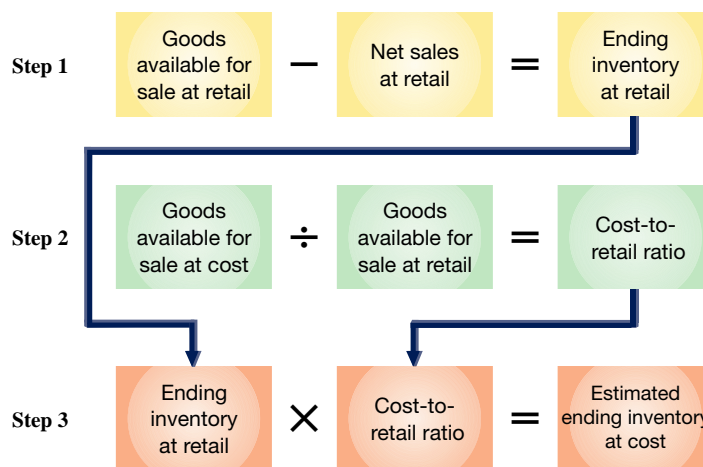 Step 1
Goods
available for
sale at retail
−
Net sales
at retail
=
Ending
inventory
at retail
Step 2
Goods
available for
sale at cost
÷
Goods
available for
sale at retail
=
Cost-to-
retail ratio
Step 3
Ending
inventory
at retail
×
Cost-to-
retail ratio
=
Estimated
ending inventory
at cost